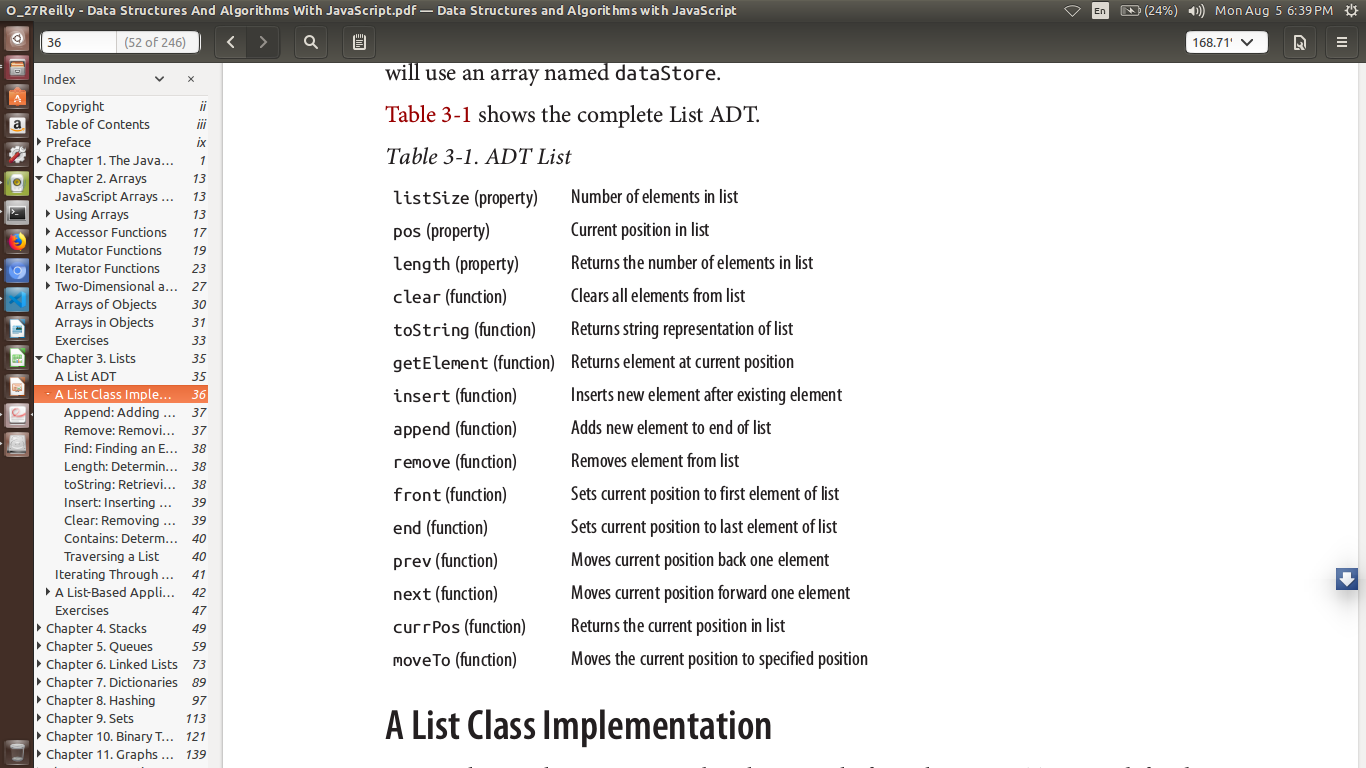 O_27Reilly - Data Structures And Algorithms With JavaScript.pdf — Data Structures and Algorithms with JavaScript
En (24%) Mon Aug 5 6:39 PM
36 (52 of 246) 168.71'
Index
Copyright ii
Table of Contents iii
Preface ix
Chapter 1. The Java... 1
Chapter 2. Arrays 13
JavaScript Arrays ... 13
Using Arrays 13
Accessor Functions 17
Mutator Functions 19
Iterator Functions 23
Two-Dimensional a... 27
Arrays of Objects 30
Arrays in Objects 31
Exercises 33
Chapter 3. Lists 35
A List ADT 35
A List Class Imple... 36
Append: Adding ... 37
Remove: Removi... 37
Find: Finding an E... 38
Length: Determin... 38
toString: Retrievi... 38
Insert: Inserting ... 39
Clear: Removing ... 39
Contains: Determ... 40
Traversing a List 40
Iterating Through ... 41
A List-Based Appli... 42
Exercises 47
Chapter 4. Stacks 49
Chapter 5. Queues 59
Chapter 6. Linked Lists 73
Chapter 7. Dictionaries 89
Chapter 8. Hashing 97
Chapter 9. Sets 113
Chapter 10. Binary T... 121
Chapter 11. Graphs ... 139
will use an array named dataStore.
Table 3-1 shows the complete List ADT.
Table 3-1. ADT List
listSize (property) Number of elements in list
pos (property) Current position in list
length (property) Returns the number of elements in list
clear (function) Clears all elements from list
toString (function) Returns string representation of list
getElement (function) Returns element at current position
insert (function) Inserts new element after existing element
append (function) Adds new element to end of list
remove (function) Removes element from list
front (function) Sets current position to first element of list
end (function) Sets current position to last element of list
prev (function) Moves current position back one element
next (function) Moves current position forward one element
currPos (function) Returns the current position in list
moveTo (function) Moves the current position to specified position
A List Class Implementation